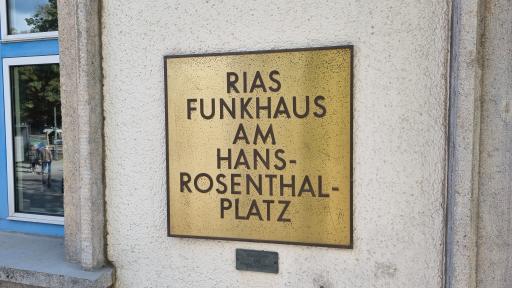 RIAS
FUNKHAUS
AM
HANS-
ROSENTHAL-
PLATZ